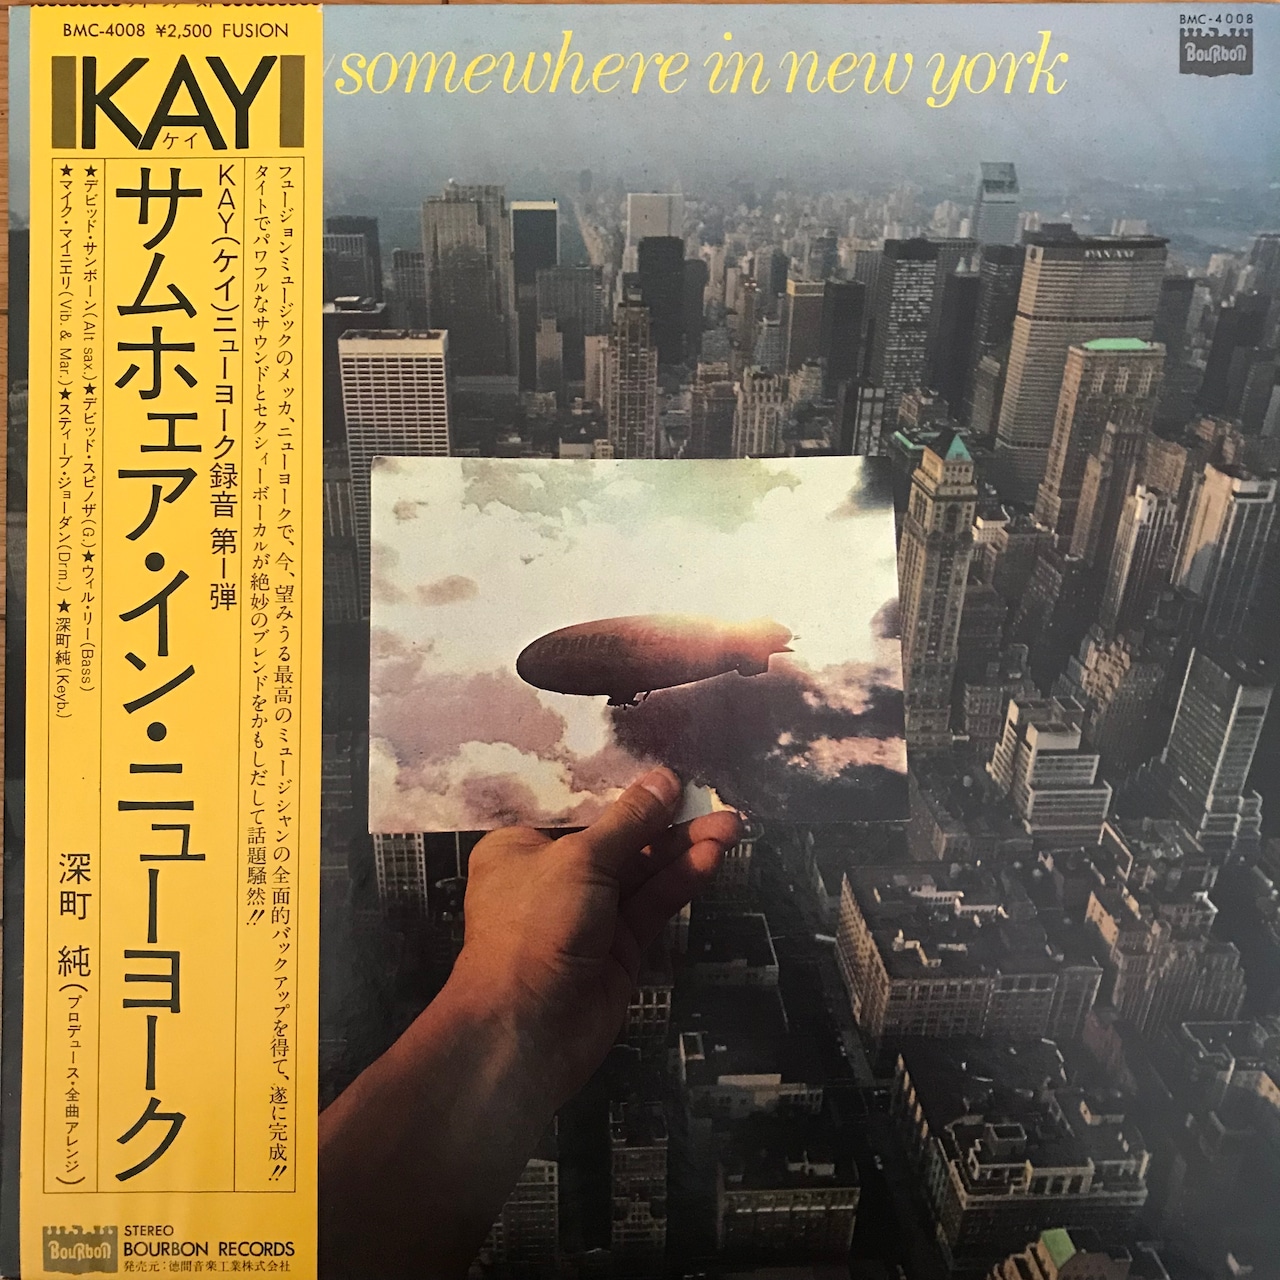 BMC-4008 ¥2,500 FUSION
KAY
ケイ
フュージョンミュージックのメッカ、ニューヨークで、今、望みうる最高のミュージシャンの全面的バックアップを得て、遂に完成!!
タイトでパワフルなサウンドとセクシィーボーカルが絶妙のブレンドをかもしだして話題騒然!!
KAY(ケイ)ニューヨーク録音 第一弾
サムホェア・イン・ニューヨーク
★デビッド・サンボーン(Alt sax.)★デビッド・スピノザ(G.)★ウィル・リー(Bass)
★マイク・マイニエリ(Vib. & Mar.)★スティーブ・ジョーダン(Drm.) ★深町純(Keyb.)
深町 純(プロデュース・全曲アレンジ)
BouRboN
STEREO
BOURBON RECORDS
発売元:徳間音楽工業株式会社
somewhere in new york
BMC-4008
BouRboN
PAN AM